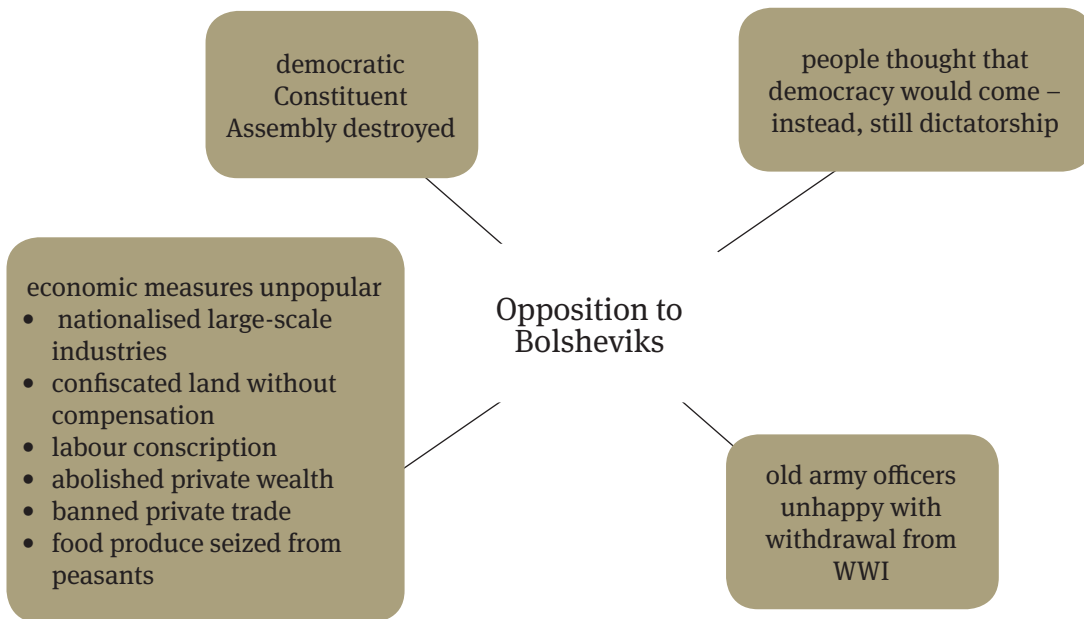 democratic
Constituent
Assembly destroyed
people thought that
democracy would come –
instead, still dictatorship
economic measures unpopular
• nationalised large-scale
industries
• confiscated land without
compensation
• labour conscription
• abolished private wealth
• banned private trade
• food produce seized from
peasants
Opposition to
Bolsheviks
old army officers
unhappy with
withdrawal from
WWI